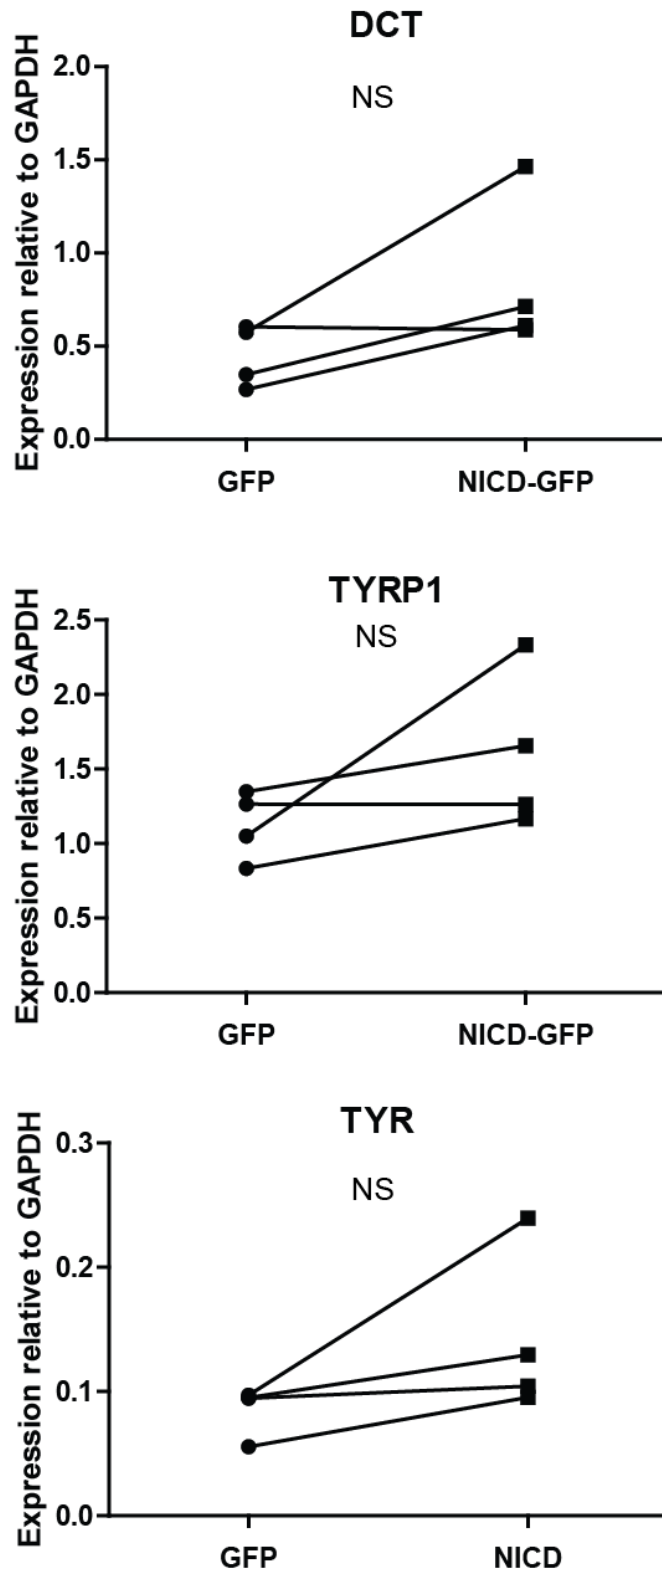 DCT
Expression relative to GAPDH
NS
2.0
1.5
1.0
0.5
0.0
GFP
NICD-GFP
TYRP1
Expression relative to GAPDH
NS
2.5
2.0
1.5
1.0
0.5
0.0
GFP
NICD-GFP
TYR
Expression relative to GAPDH
NS
0.3
0.2
0.1
0.0
GFP
NICD